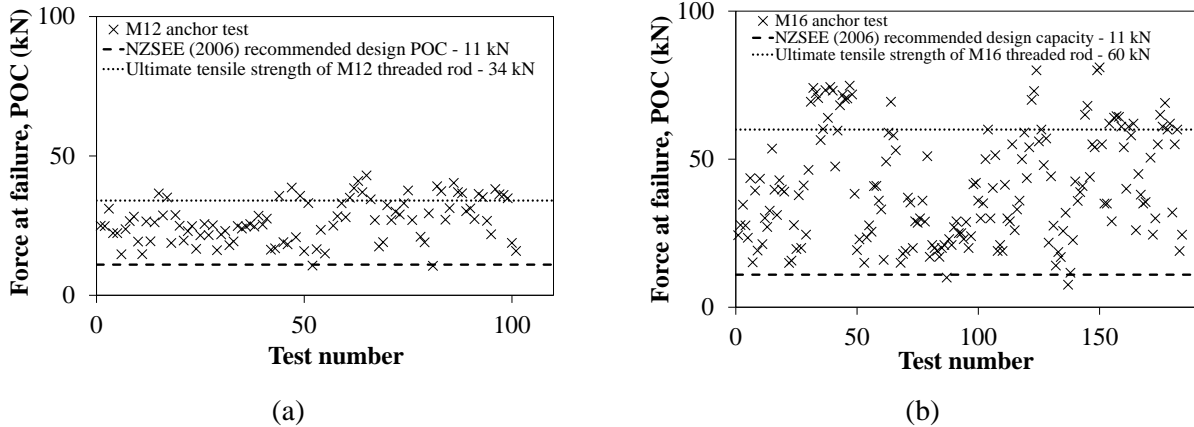 Force at failure, POC (kN)
100
50
0
M12 anchor test
NZSEE (2006) recommended design POC - 11 kN
Ultimate tensile strength of M12 threaded rod - 34 kN
0
50
100
Test number
(a)
Force at failure, POC (kN)
100
50
0
M16 anchor test
NZSEE (2006) recommended design capacity - 11 kN
Ultimate tensile strength of M16 threaded rod - 60 kN
0
50
100
150
Test number
(b)